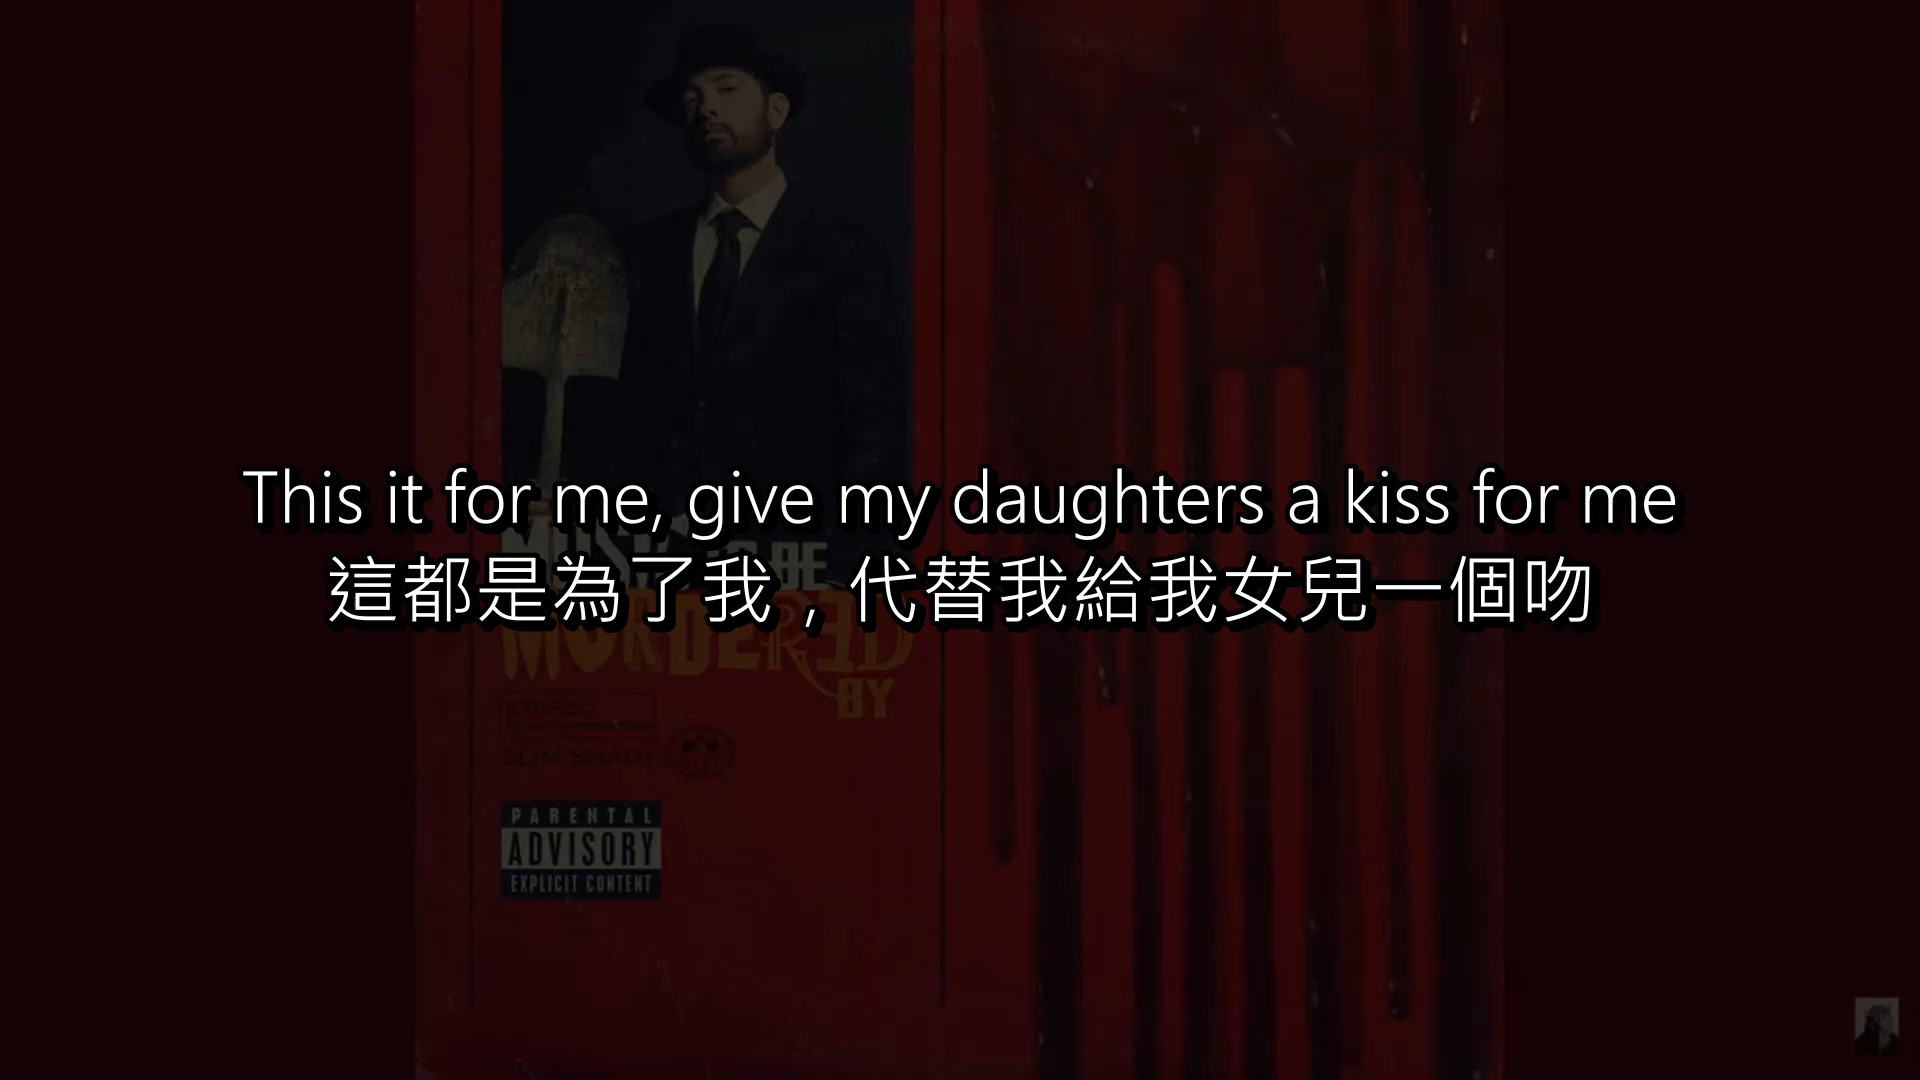 This it for me, give my daughters a kiss for me
這都是為了我，代替我給我女兒一個吻
MUSIC TO BE
MURDERED
BY
STEREO
SLIM SHADY
PARENTAL
ADVISORY
EXPLICIT CONTENT